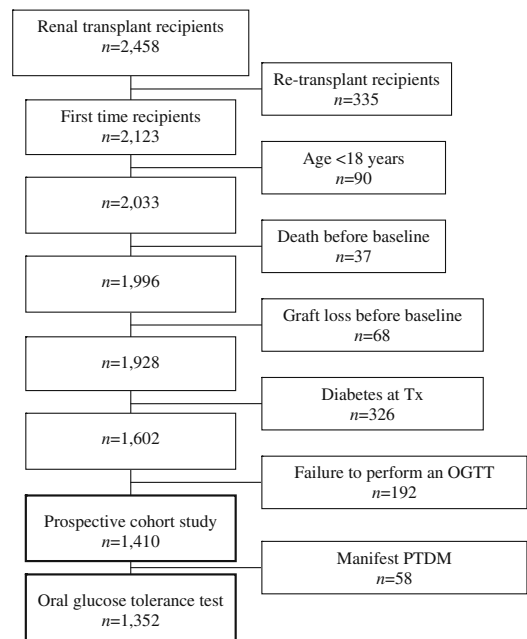 Renal transplant recipients
n=2,458
Re-transplant recipients
n=335
First time recipients
n=2,123
Age <18 years
n=90
n=2,033
Death before baseline
n=37
n=1,996
Graft loss before baseline
n=68
n=1,928
Diabetes at Tx
n=326
n=1,602
Failure to perform an OGTT
n=192
Prospective cohort study
n=1,410
Manifest PTDM
n=58
Oral glucose tolerance test
n=1,352